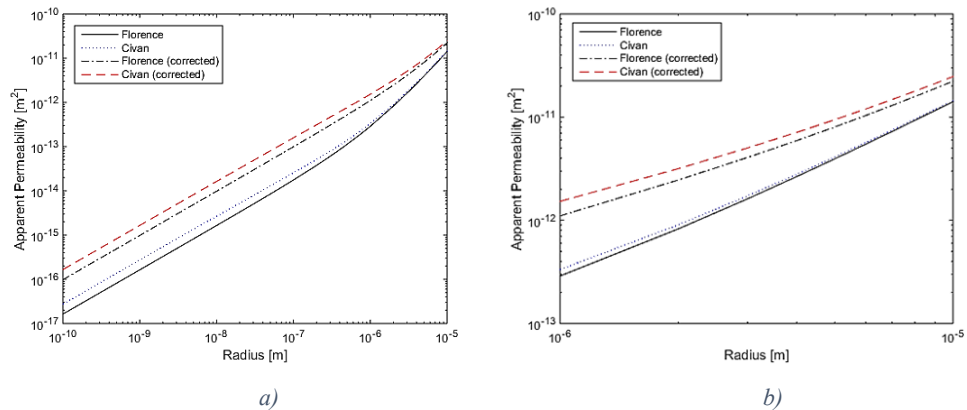 10⁻¹⁰
10⁻¹¹
10⁻¹²
10⁻¹³
10⁻¹⁴
10⁻¹⁵
10⁻¹⁶
10⁻¹⁷
Apparent Permeability [m²]
Florence
Civan
Florence (corrected)
Civan (corrected)
10⁻¹⁰ 10⁻⁹ 10⁻⁸ 10⁻⁷ 10⁻⁶ 10⁻⁵
Radius [m]
a)
10⁻¹⁰
10⁻¹¹
10⁻¹²
10⁻¹³
Apparent Permeability [m²]
Florence
Civan
Florence (corrected)
Civan (corrected)
10⁻⁶ 10⁻⁵
Radius [m]
b)